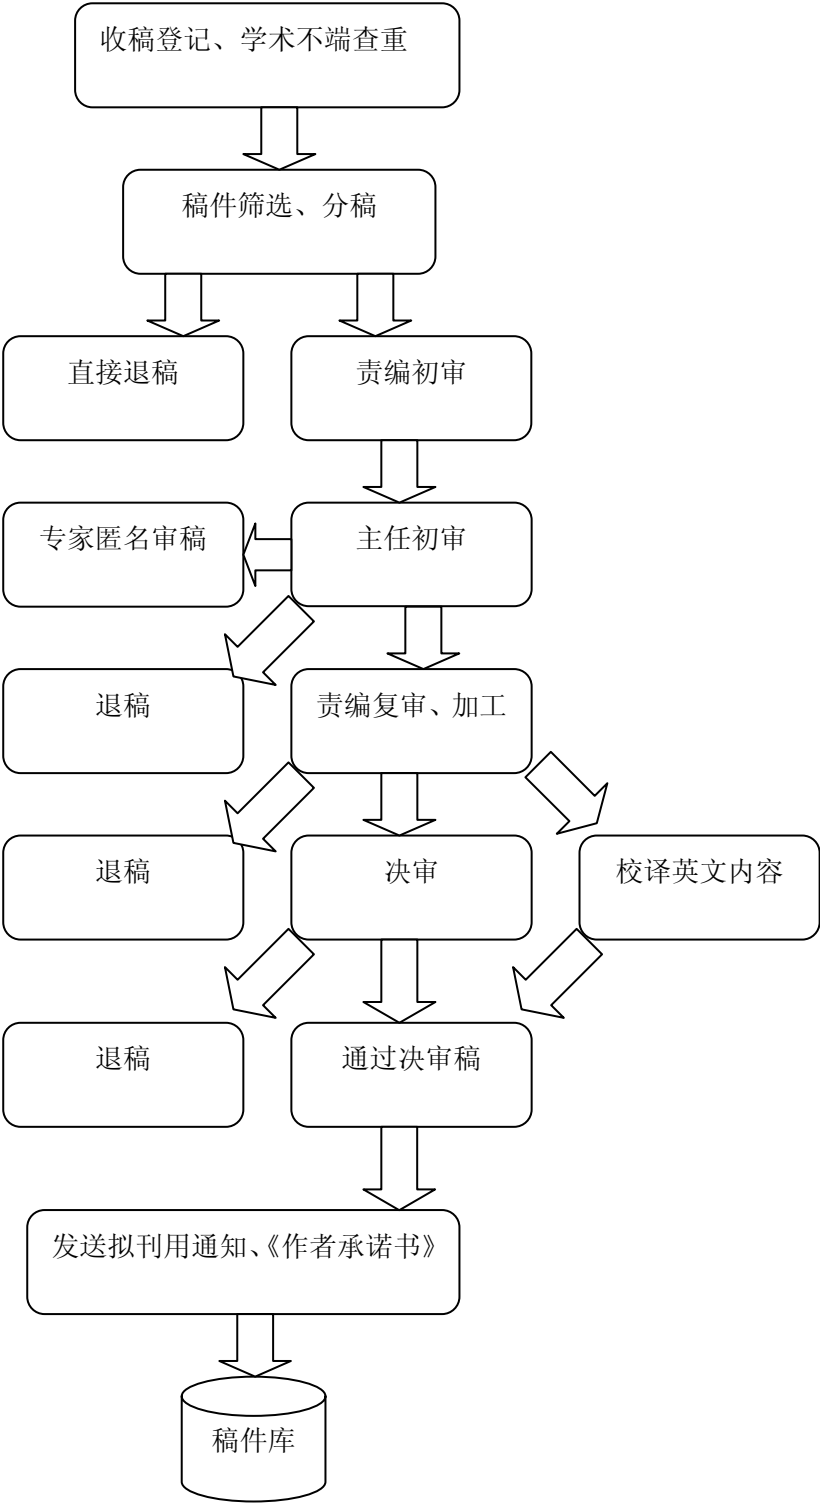 收稿登记、学术不端查重
稿件筛选、分稿
直接退稿
责编初审
专家匿名审稿
主任初审
退稿
责编复审、加工
退稿
决审
校译英文内容
退稿
通过决审稿
发送拟刊用通知、《作者承诺书》
稿件库